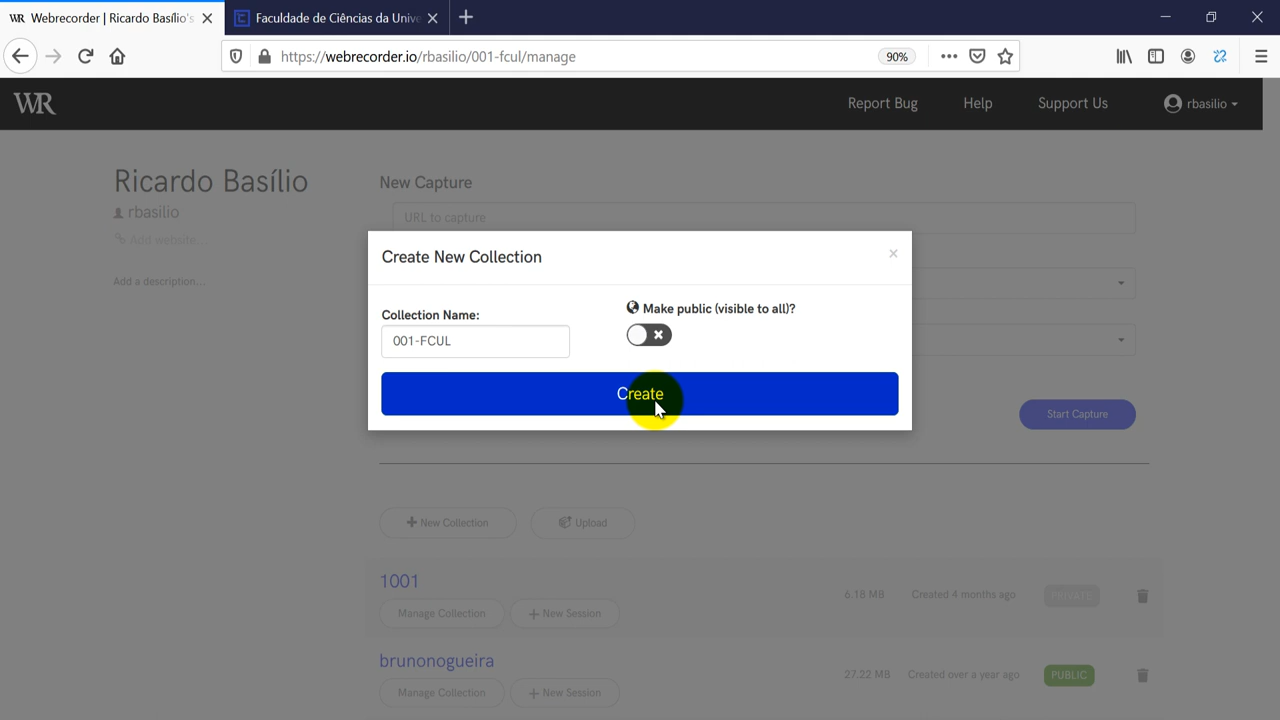 WR Webrecorder | Ricardo Basílio's
Faculdade de Ciências da Unive
https://webrecorder.io/rbasilio/001-fcul/manage
90%
WR
Report Bug
Help
Support Us
rbasilio
Ricardo Basílio
rbasilio
Add website...
Add a description...
New Capture
URL to capture
Create New Collection
×
Collection Name:
001-FCUL
Make public (visible to all)?
Create
Start Capture
New Collection
Upload
1001
6.18 MB
Created 4 months ago
PRIVATE
Manage Collection
New Session
brunonogueira
27.22 MB
Created over a year ago
PUBLIC
Manage Collection
New Session